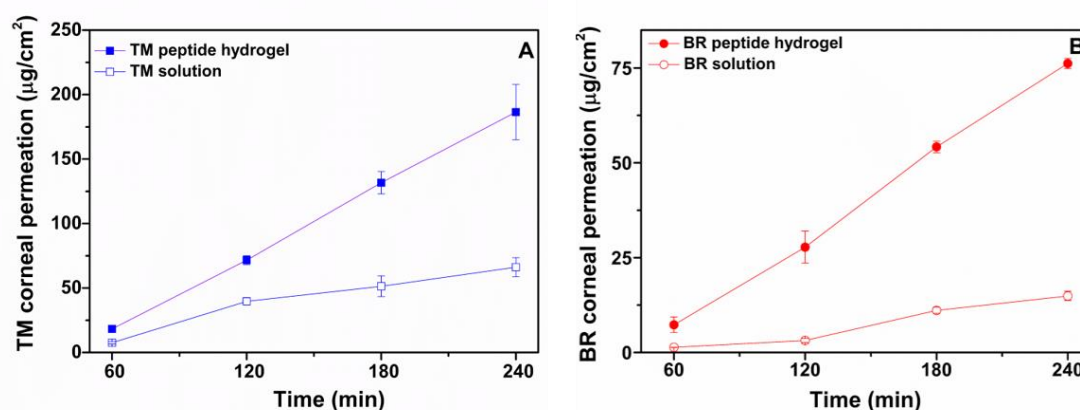 A
TM peptide hydrogel
TM solution
TM corneal permeation (μg/cm²)
250
200
150
100
50
0
60 120 180 240
Time (min)
B
BR peptide hydrogel
BR solution
BR corneal permeation (μg/cm²)
75
50
25
0
60 120 180 240
Time (min)